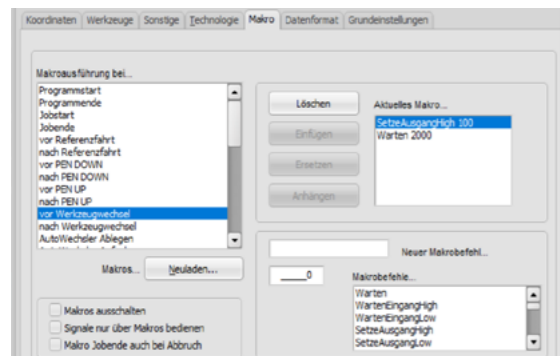 Koordinaten Werkzeuge Sonstige Technologie Makro Datenformat Grundeinstellungen
Makroausführung bei...
Programmstart
Programmende
Jobstart
Jobende
vor Referenzfahrt
nach Referenzfahrt
vor PEN DOWN
nach PEN DOWN
vor PEN UP
nach PEN UP
vor Werkzeugwechsel
nach Werkzeugwechsel
AutoWechsler Ablegen
Makros... Neuladen...
Makros ausschalten
Signale nur über Makros bedienen
Makro Jobende auch bei Abbruch
Löschen
Einfügen
Ersetzen
Anhängen
Aktuelles Makro...
SetzeAusgangHigh 100
Warten 2000
Neuer Makrobefehl...
____0
Makrobefehle...
Warten
WartenEingangHigh
WartenEingangLow
SetzeAusgangHigh
SetzeAusgangLow